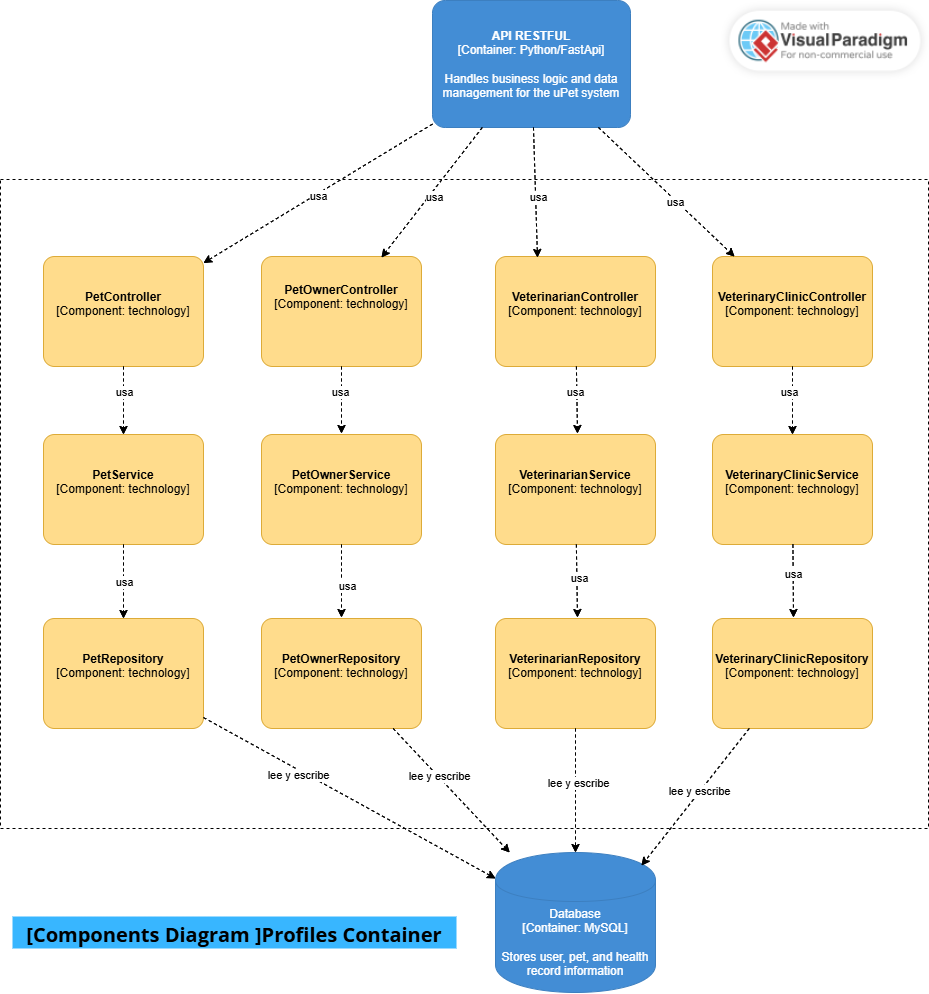 API RESTFUL
[Container: Python/FastApi]
Handles business logic and data
management for the uPet system
Made with
Visual Paradigm
For non-commercial use
usa
usa
usa
usa
PetController
[Component: technology]
PetOwnerController
[Component: technology]
VeterinarianController
[Component: technology]
VeterinaryClinicController
[Component: technology]
usa
usa
usa
usa
PetService
[Component: technology]
PetOwnerService
[Component: technology]
VeterinarianService
[Component: technology]
VeterinaryClinicService
[Component: technology]
usa
usa
usa
usa
PetRepository
[Component: technology]
PetOwnerRepository
[Component: technology]
VeterinarianRepository
[Component: technology]
VeterinaryClinicRepository
[Component: technology]
lee y escribe
lee y escribe
lee y escribe
lee y escribe
Database
[Container: MySQL]
Stores user, pet, and health
record information
[Components Diagram ]Profiles Container